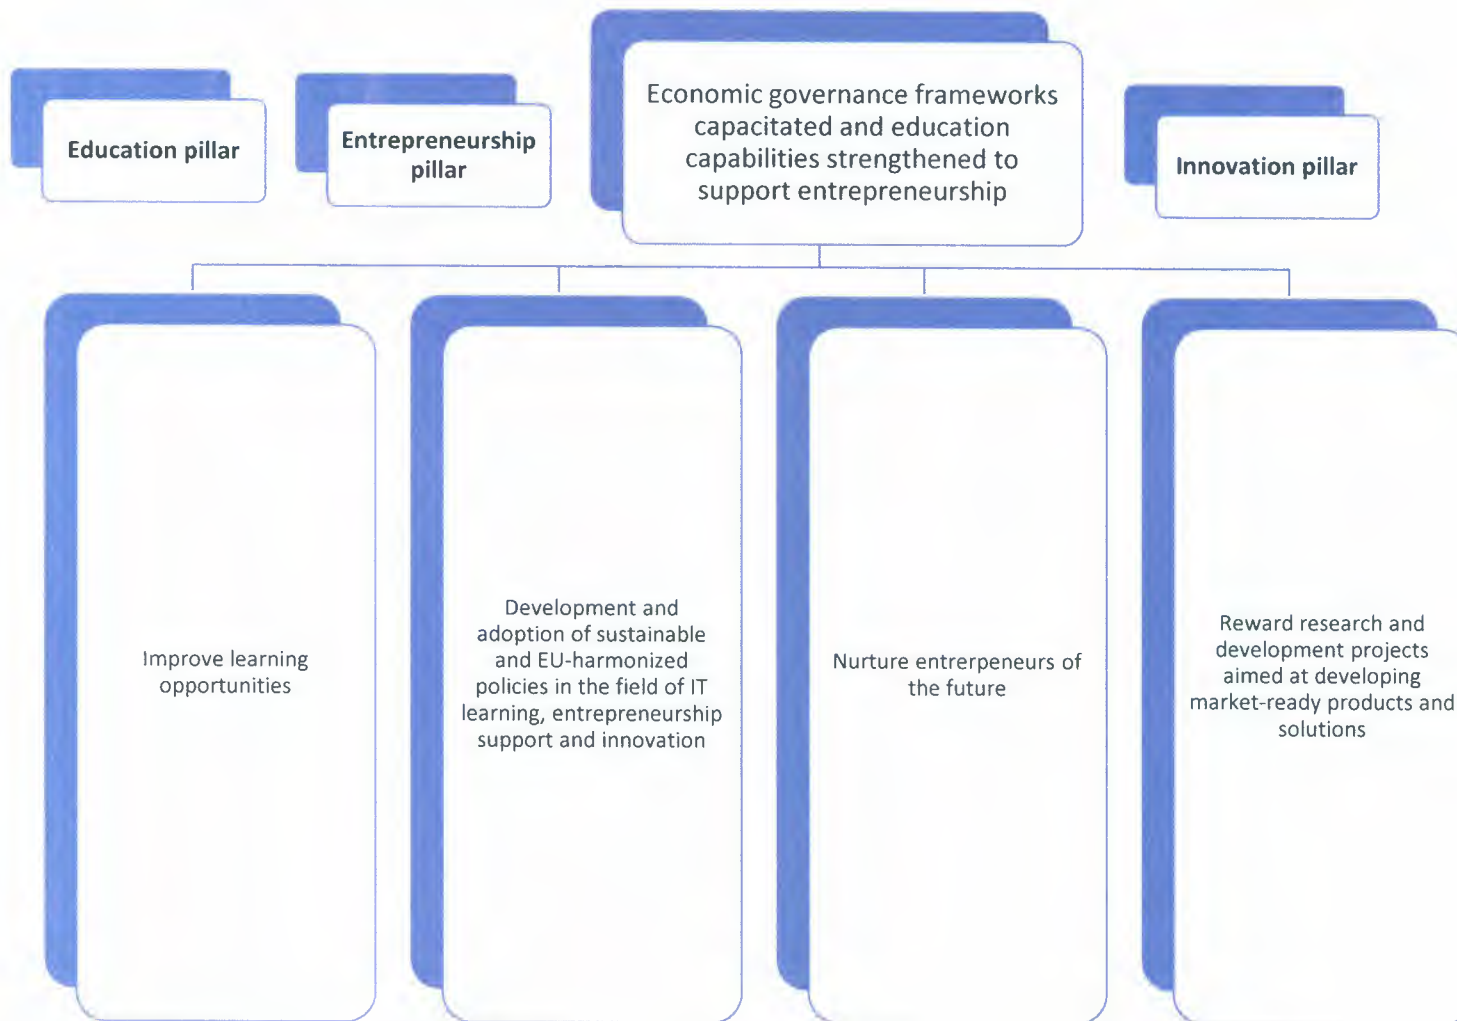 Education pillar
Entrepreneurship
pillar
Economic governance frameworks
capacitated and education
capabilities strengthened to
support entrepreneurship
Innovation pillar
Improve learning
opportunities
Development and
adoption of sustainable
and EU-harmonized
policies in the field of IT
learning, entrepreneurship
support and innovation
Nurture entrerpeneurs of
the future
Reward research and
development projects
aimed at developing
market-ready products and
solutions